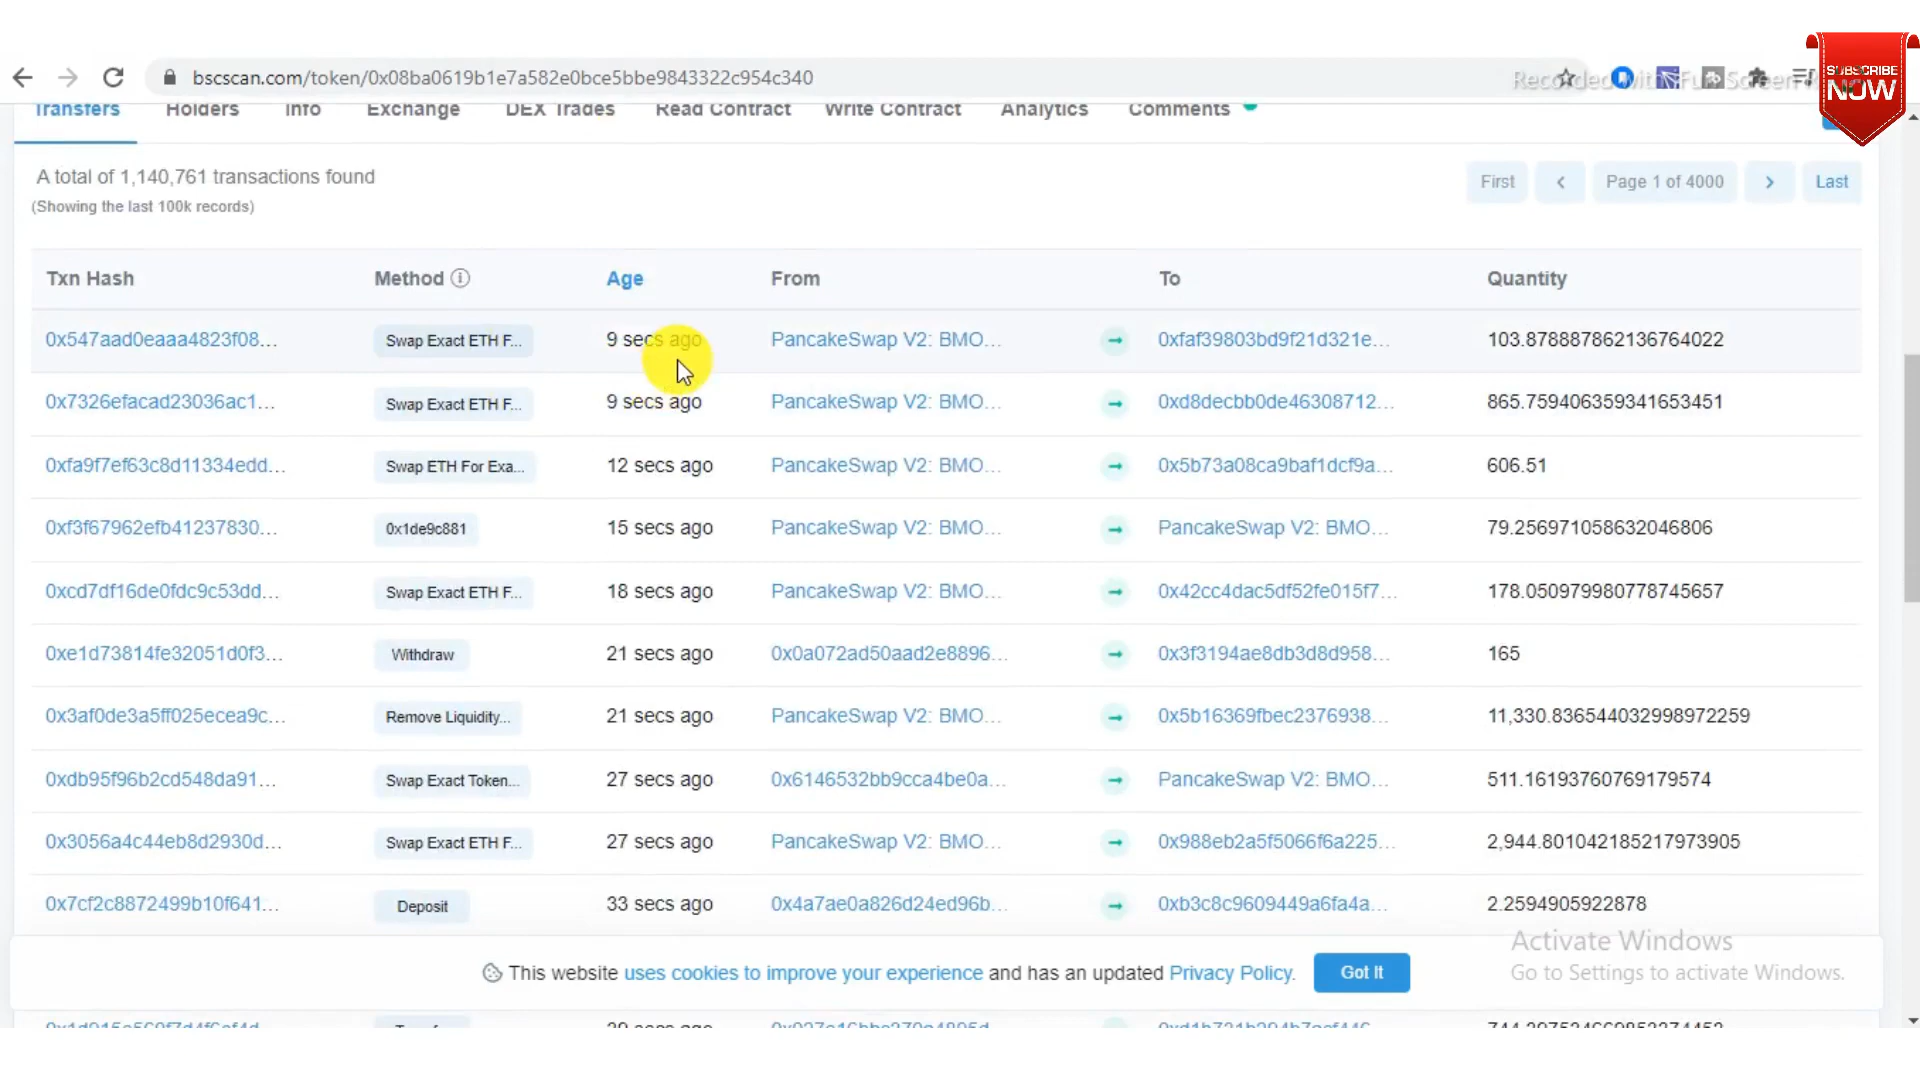 bscscan.com/token/0x08ba0619b1e7a582e0bce5bbe9843322c954c340
SUBSCRIBE
NOW
Transfers Holders Info Exchange DEX Trades Read Contract Write Contract Analytics Comments
A total of 1,140,761 transactions found
(Showing the last 100k records)
First Page 1 of 4000 Last
Txn Hash Method Age From To Quantity
0x547aad0eaaa4823f08... Swap Exact ETH F... 9 secs ago PancakeSwap V2: BMO... 0xfaf39803bd9f21d321e... 103.878887862136764022
0x7326efacad23036ac1... Swap Exact ETH F... 9 secs ago PancakeSwap V2: BMO... 0xd8decbb0de46308712... 865.759406359341653451
0xfa9f7ef63c8d11334edd... Swap ETH For Exa... 12 secs ago PancakeSwap V2: BMO... 0x5b73a08ca9baf1dcf9a... 606.51
0xf3f67962efb41237830... 0x1de9c881 15 secs ago PancakeSwap V2: BMO... PancakeSwap V2: BMO... 79.256971058632046806
0xcd7df16de0fdc9c53dd... Swap Exact ETH F... 18 secs ago PancakeSwap V2: BMO... 0x42cc4dac5df52fe015f7... 178.050979980778745657
0xe1d73814fe32051d0f3... Withdraw 21 secs ago 0x0a072ad50aad2e8896... 0x3f3194ae8db3d8d958... 165
0x3af0de3a5ff025ecea9c... Remove Liquidity... 21 secs ago PancakeSwap V2: BMO... 0x5b16369fbec2376938... 11,330.836544032998972259
0xdb95f96b2cd548da91... Swap Exact Token... 27 secs ago 0x6146532bb9cca4be0a... PancakeSwap V2: BMO... 511.16193760769179574
0x3056a4c44eb8d2930d... Swap Exact ETH F... 27 secs ago PancakeSwap V2: BMO... 0x988eb2a5f5066f6a225... 2,944.801042185217973905
0x7cf2c8872499b10f641... Deposit 33 secs ago 0x4a7ae0a826d24ed96b... 0xb3c8c9609449a6fa4a... 2.2594905922878
Activate Windows
Go to Settings to activate Windows.
This website uses cookies to improve your experience and has an updated Privacy Policy. Got It